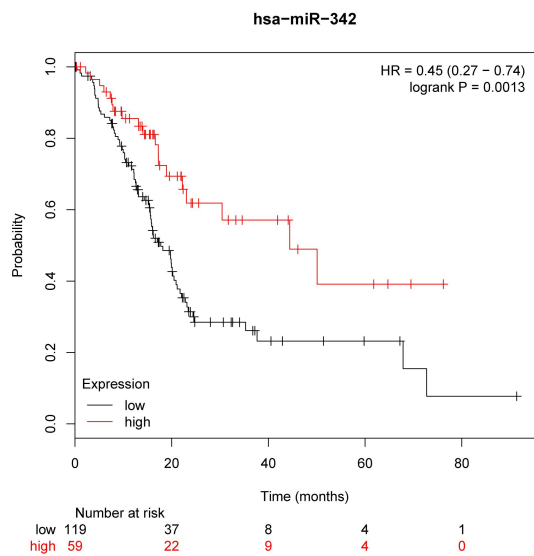 hsa−miR−342
HR = 0.45 (0.27 − 0.74)
logrank P = 0.0013
Probability
1.0
0.8
0.6
0.4
0.2
0.0
Expression
low
high
0 20 40 60 80
Time (months)
Number at risk
low 119 37 8 4 1
high 59 22 9 4 0